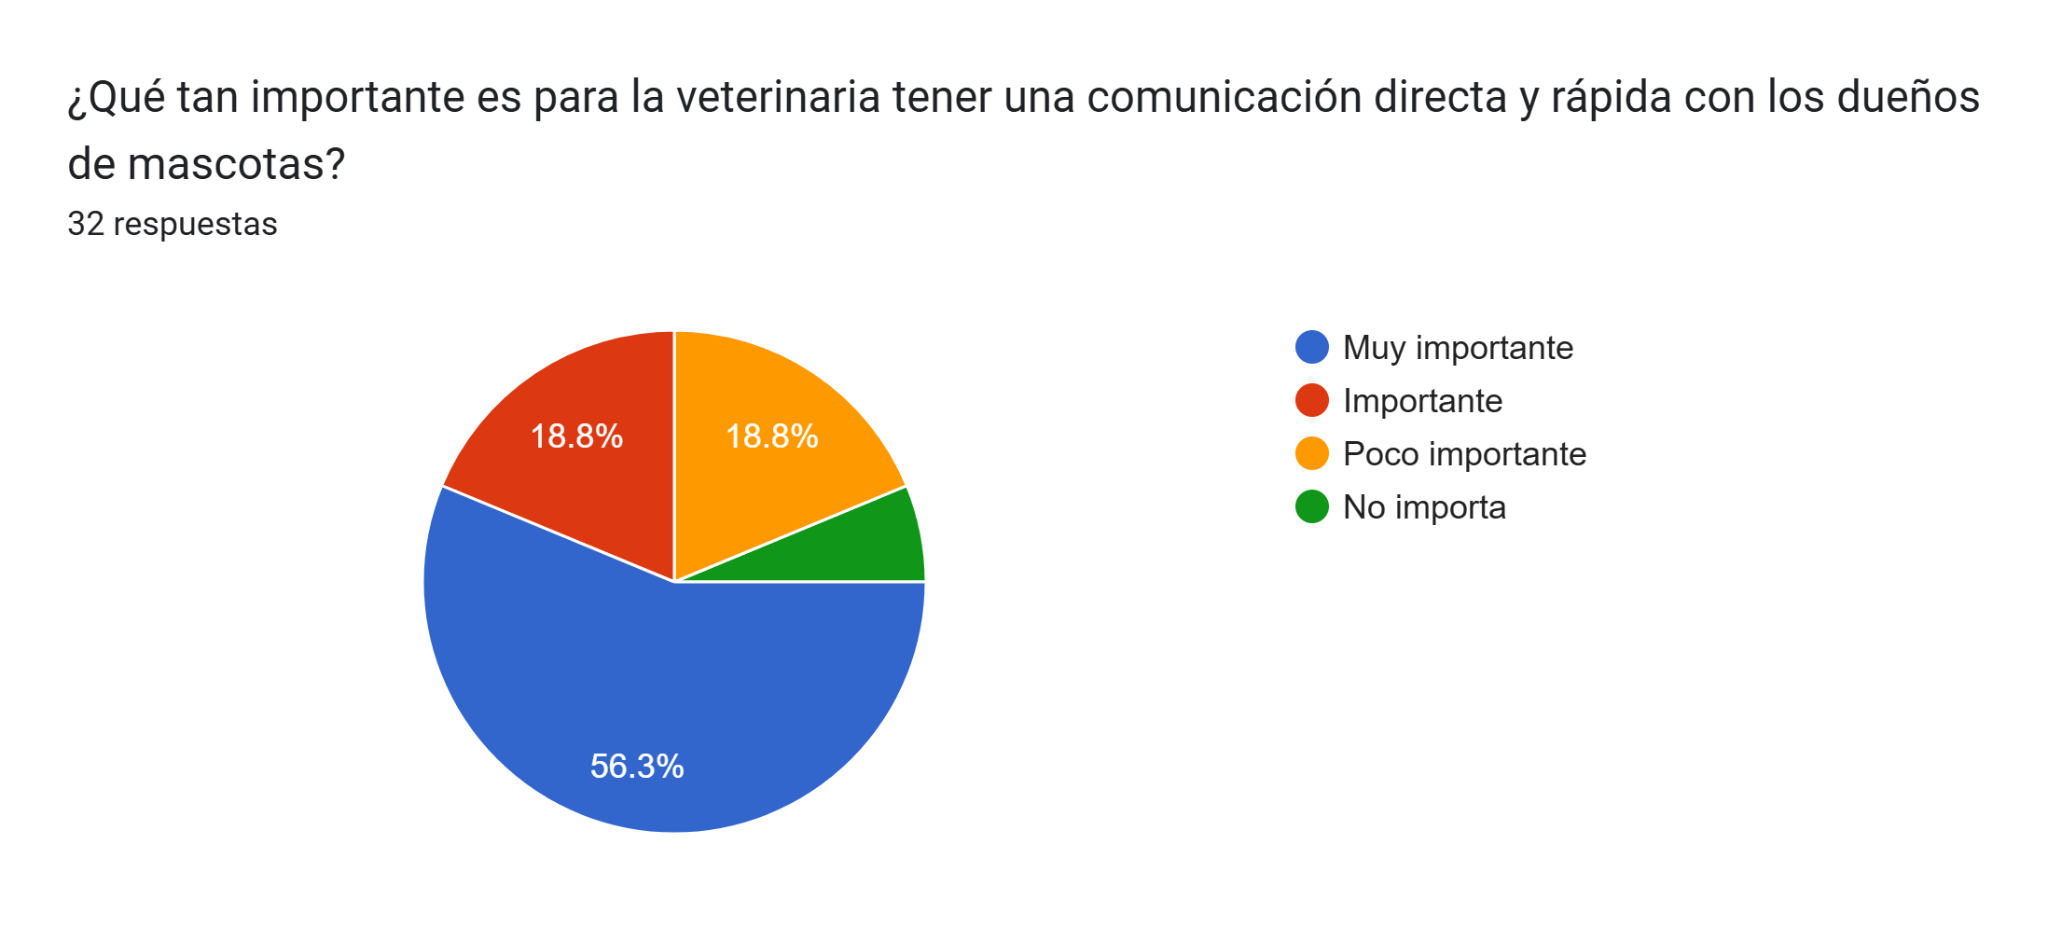 ¿Qué tan importante es para la veterinaria tener una comunicación directa y rápida con los dueños
de mascotas?
32 respuestas
Muy importante
Importante
Poco importante
No importa
18.8%
18.8%
56.3%